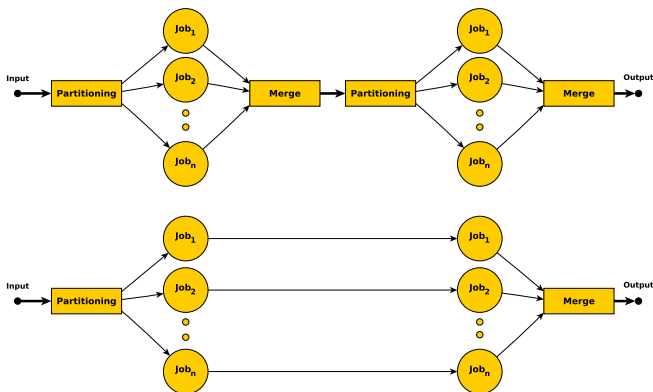 Job1
Job1
Input
Job2
Job2
Output
Partitioning
Merge
Partitioning
Merge
Jobn
Jobn
Job1
Job1
Input
Job2
Job2
Output
Partitioning
Merge
Jobn
Jobn